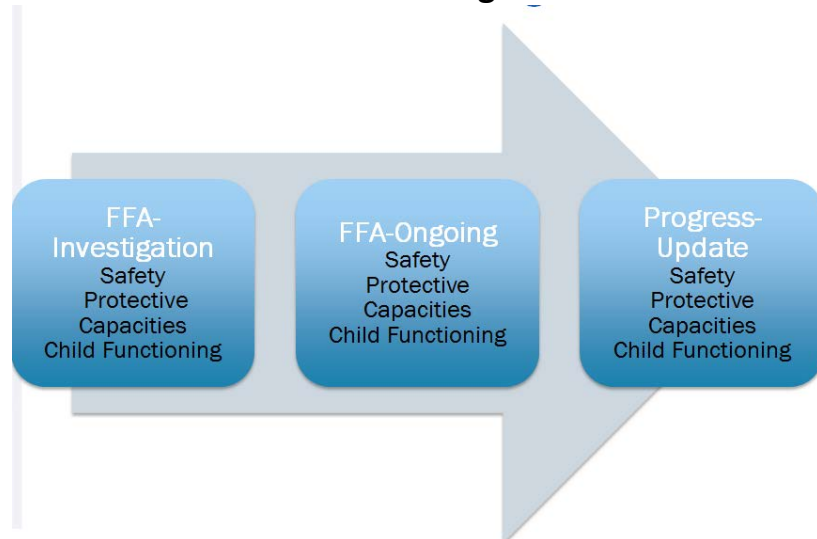 FFA-
Investigation
Safety
Protective
Capacities
Child Functioning
FFA-Ongoing
Safety
Protective
Capacities
Child Functioning
Progress-
Update
Safety
Protective
Capacities
Child Functioning